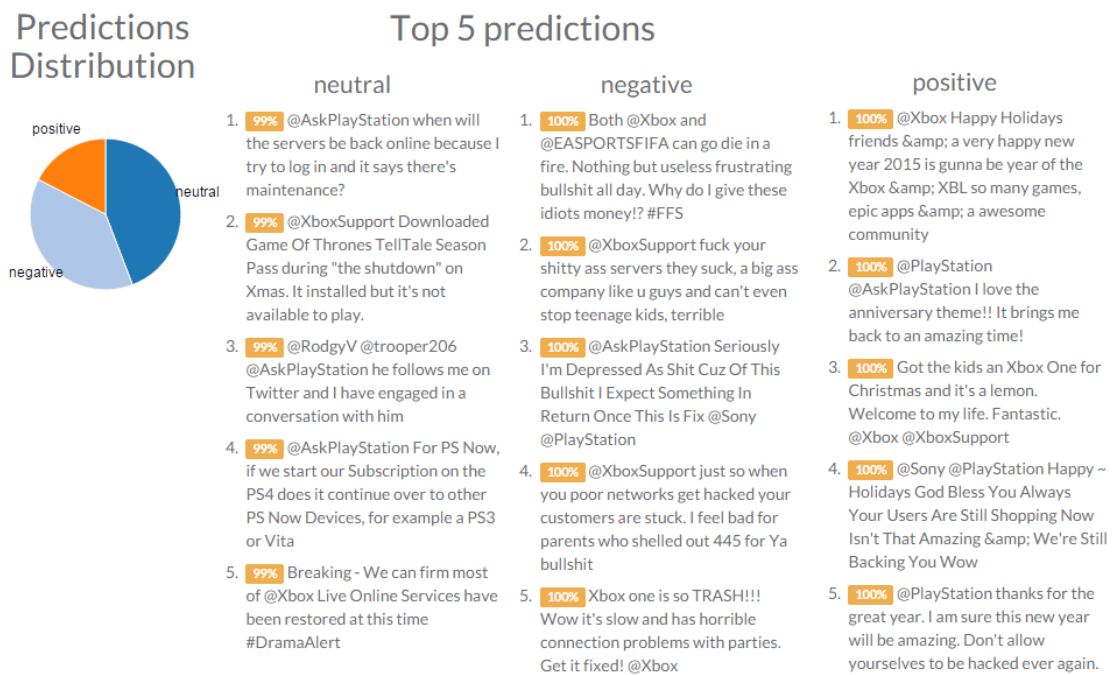 Predictions
Distribution
positive
neutral
negative
Top 5 predictions
neutral
1. 99% @AskPlayStation when will
the servers be back online because I
try to log in and it says there's
maintenance?
2. 99% @XboxSupport Downloaded
Game Of Thrones TellTale Season
Pass during "the shutdown" on
Xmas. It installed but it's not
available to play.
3. 99% @RodgyV @trooper206
@AskPlayStation he follows me on
Twitter and I have engaged in a
conversation with him
4. 99% @AskPlayStation For PS Now,
if we start our Subscription on the
PS4 does it continue over to other
PS Now Devices, for example a PS3
or Vita
5. 99% Breaking - We can firm most
of @Xbox Live Online Services have
been restored at this time
#DramaAlert
negative
1. 100% Both @Xbox and
@EASPORTSFIFA can go die in a
fire. Nothing but useless frustrating
bullshit all day. Why do I give these
idiots money!? #FFS
2. 100% @XboxSupport fuck your
shitty ass servers they suck, a big ass
company like u guys and can't even
stop teenage kids, terrible
3. 100% @AskPlayStation Seriously
I'm Depressed As Shit Cuz Of This
Bullshit I Expect Something In
Return Once This Is Fix @Sony
@PlayStation
4. 100% @XboxSupport just so when
you poor networks get hacked your
customers are stuck. I feel bad for
parents who shelled out 445 for Ya
bullshit
5. 100% Xbox one is so TRASH!!!
Wow it's slow and has horrible
connection problems with parties.
Get it fixed! @Xbox
positive
1. 100% @Xbox Happy Holidays
friends &amp; a very happy new
year 2015 is gunna be year of the
Xbox &amp; XBL so many games,
epic apps &amp; a awesome
community
2. 100% @PlayStation
@AskPlayStation I love the
anniversary theme!! It brings me
back to an amazing time!
3. 100% Got the kids an Xbox One for
Christmas and it's a lemon.
Welcome to my life. Fantastic.
@Xbox @XboxSupport
4. 100% @Sony @PlayStation Happy ~
Holidays God Bless You Always
Your Users Are Still Shopping Now
Isn't That Amazing &amp; We're Still
Backing You Wow
5. 100% @PlayStation thanks for the
great year. I am sure this new year
will be amazing. Don't allow
yourselves to be hacked ever again.